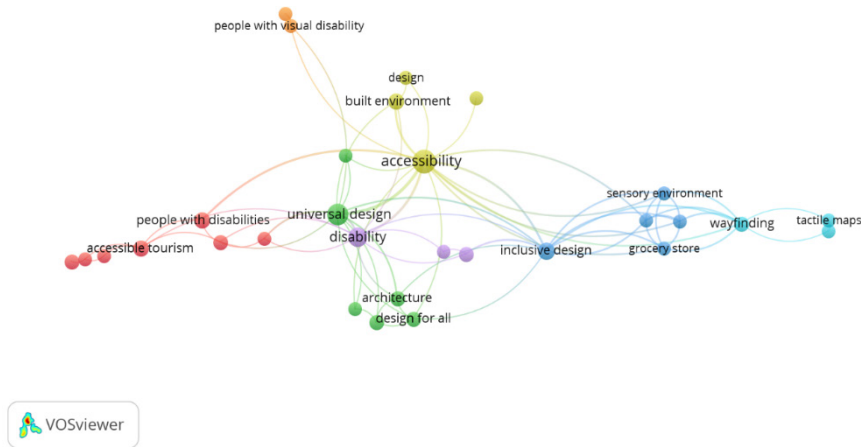 people with visual disability
design
built environment
accessibility
sensory environment
people with disabilities
universal design
wayfinding
tactile maps
disability
accessible tourism
inclusive design
grocery store
architecture
design for all
VOSviewer